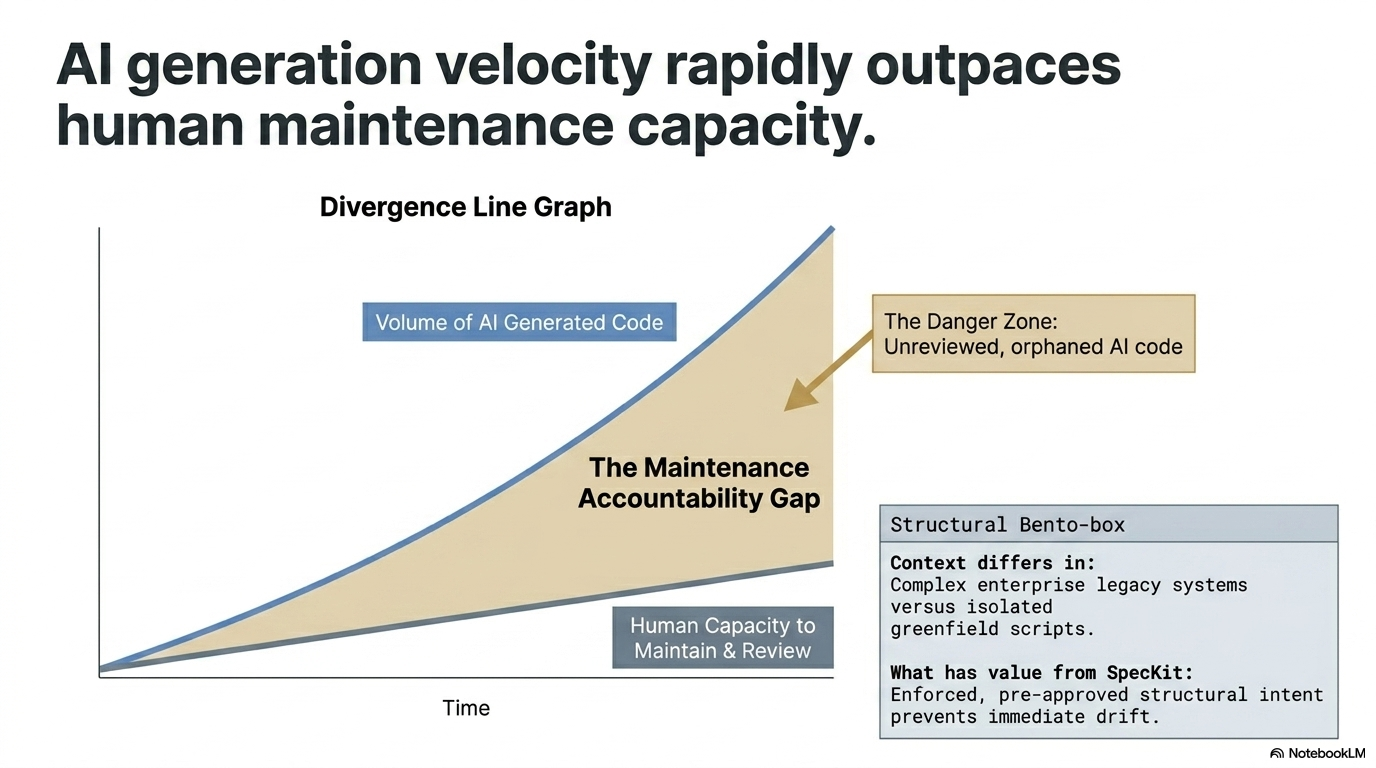 AI generation velocity rapidly outpaces
human maintenance capacity.
Divergence Line Graph
Volume of AI Generated Code
The Danger Zone:
Unreviewed, orphaned AI code
The Maintenance
Accountability Gap
Human Capacity to
Maintain & Review
Time
Structural Bento-box
Context differs in:
Complex enterprise legacy systems
versus isolated
greenfield scripts.
What has value from SpecKit:
Enforced, pre-approved structural intent
prevents immediate drift.
NotebookLM